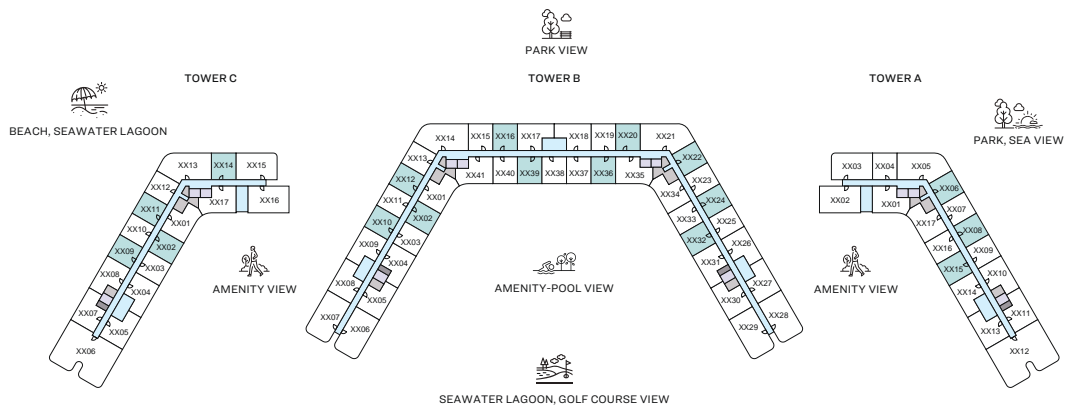 PARK VIEW
TOWER C
TOWER B
TOWER A
BEACH, SEAWATER LAGOON
PARK, SEA VIEW
XX13
XX14
XX15
XX12
XX17
XX16
XX11
XX01
XX10
XX02
XX09
XX03
XX08
XX04
XX07
XX05
XX06
XX14
XX15
XX16
XX17
XX18
XX19
XX20
XX21
XX13
XX41
XX40
XX39
XX38
XX37
XX36
XX35
XX22
XX12
XX01
XX34
XX23
XX11
XX02
XX33
XX24
XX10
XX03
XX32
XX25
XX09
XX04
XX31
XX26
XX08
XX05
XX30
XX27
XX07
XX06
XX29
XX28
XX03
XX04
XX05
XX02
XX01
XX06
XX17
XX07
XX16
XX08
XX15
XX09
XX14
XX10
XX13
XX11
XX12
AMENITY VIEW
AMENITY-POOL VIEW
AMENITY VIEW
SEAWATER LAGOON, GOLF COURSE VIEW